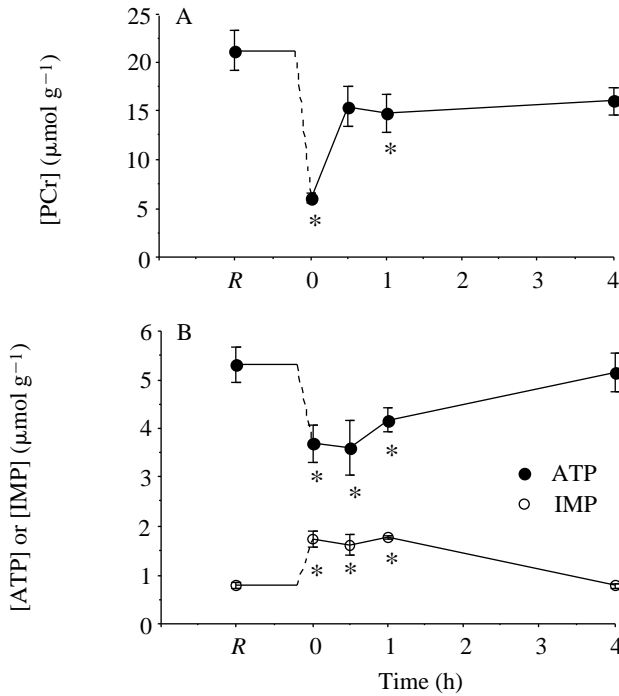 A
25
20
15
10
5
0
[PCr] (µmol g⁻¹)
*
*
R 0 1 2 3 4
B
6
5
4
3
2
1
0
[ATP] or [IMP] (µmol g⁻¹)
* * *
ATP
IMP
* * *
R 0 1 2 3 4
Time (h)